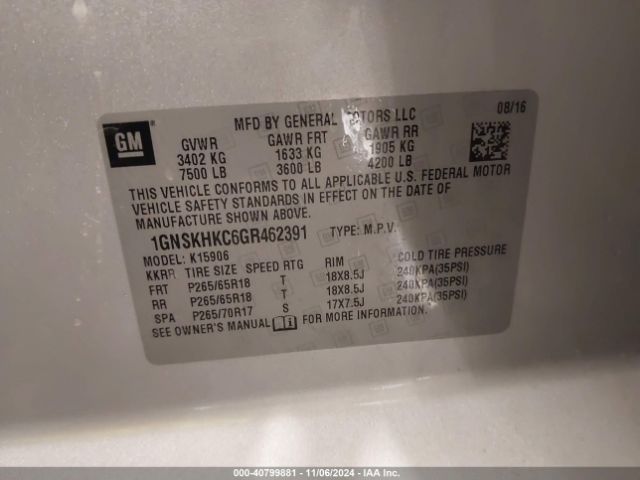 GM
MFD BY GENERAL MOTORS LLC
08/16
GVWR GAWR FRT GAWR RR
3402 KG 1633 KG 1905 KG
7500 LB 3600 LB 4200 LB
THIS VEHICLE CONFORMS TO ALL APPLICABLE U.S. FEDERAL MOTOR
VEHICLE SAFETY STANDARDS IN EFFECT ON THE DATE OF
MANUFACTURE SHOWN ABOVE.
1GNSKHKC6GR462391 TYPE: M.P.V.
MODEL: K15906
KKRR TIRE SIZE SPEED RTG RIM COLD TIRE PRESSURE
FRT P265/65R18 T 18X8.5J 240KPA(35PSI)
RR P265/65R18 T 18X8.5J 240KPA(35PSI)
SPA P265/70R17 S 17X7.5J 240KPA(35PSI)
SEE OWNER'S MANUAL FOR MORE INFORMATION.
000-40799881 - 11/06/2024 - IAA Inc.